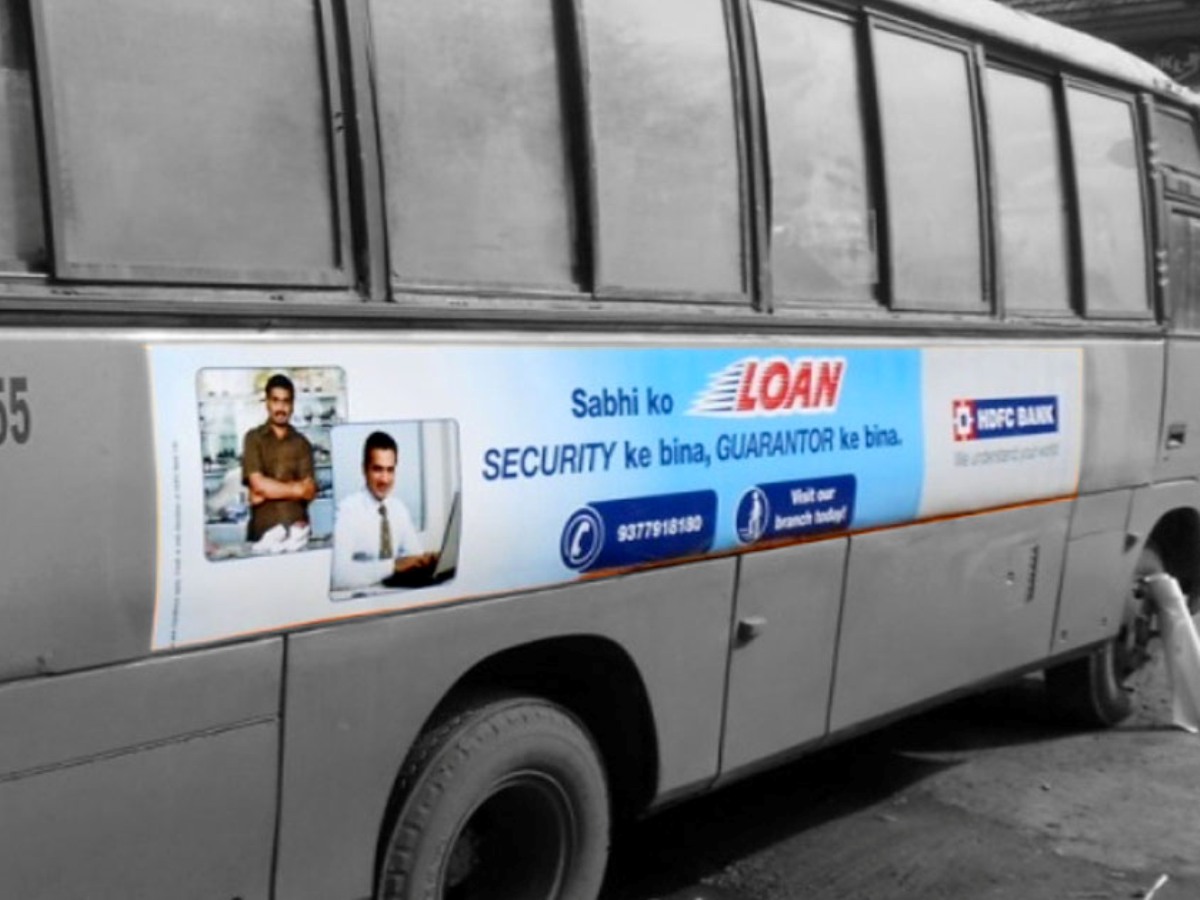 55
Sabhi ko LOAN
SECURITY ke bina, GUARANTOR ke bina.
9377918180
Visit our
branch today!
HDFC BANK
We understand your world